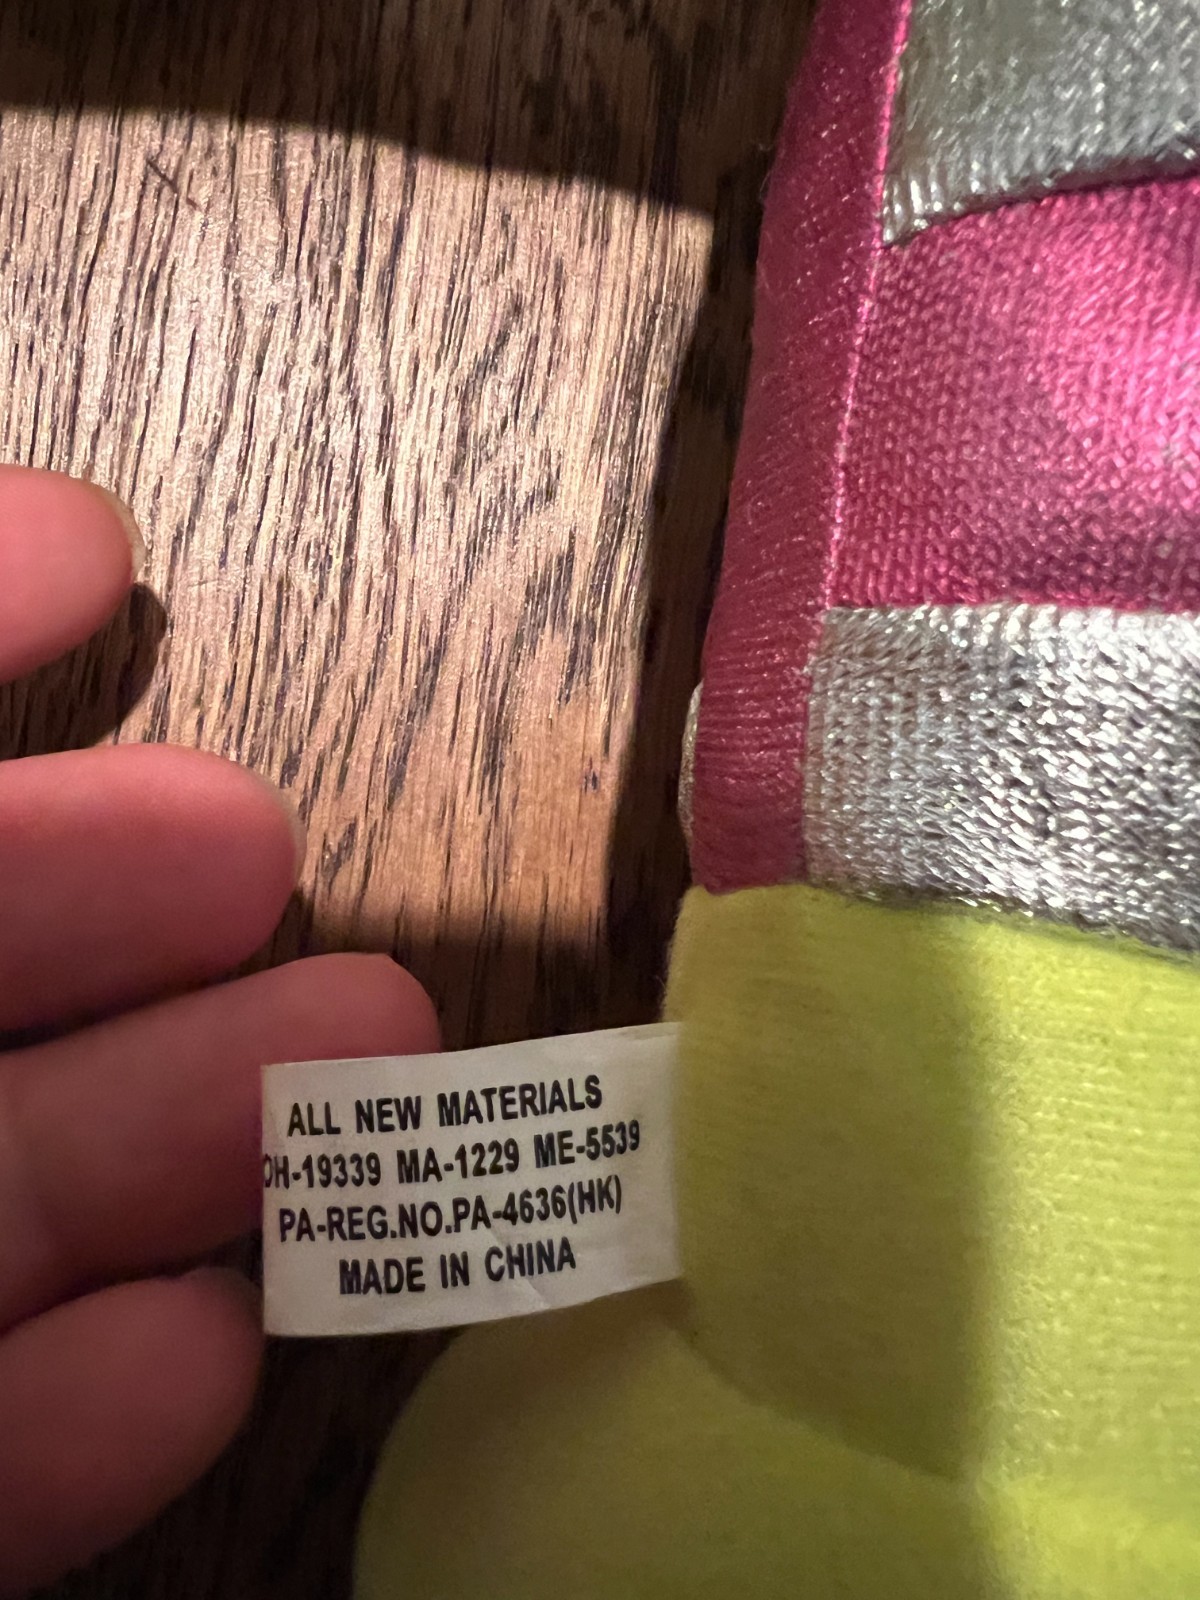 ALL NEW MATERIALS
OH-19339 MA-1229 ME-5539
PA-REG.NO.PA-4636(HK)
MADE IN CHINA